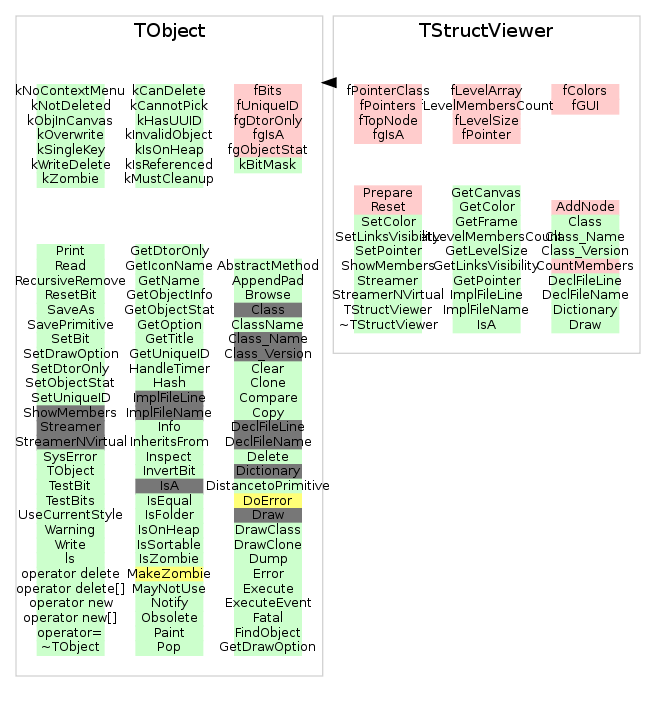 TObject
kNoContextMenu
kNotDeleted
kObjInCanvas
kOverwrite
kSingleKey
kWriteDelete
kZombie
kCanDelete
kCannotPick
kHasUUID
kInvalidObject
kIsOnHeap
kIsReferenced
kMustCleanup
fBits
fUniqueID
fgDtorOnly
fgIsA
fgObjectStat
kBitMask
Print
Read
RecursiveRemove
ResetBit
SaveAs
SavePrimitive
SetBit
SetDrawOption
SetDtorOnly
SetObjectStat
SetUniqueID
ShowMembers
Streamer
StreamerNVirtual
SysError
TObject
TestBit
TestBits
UseCurrentStyle
Warning
Write
ls
operator delete
operator delete[]
operator new
operator new[]
operator=
~TObject
GetDtorOnly
GetIconName
GetName
GetObjectInfo
GetObjectStat
GetOption
GetTitle
GetUniqueID
HandleTimer
Hash
ImplFileLine
ImplFileName
Info
InheritsFrom
Inspect
InvertBit
IsA
IsEqual
IsFolder
IsOnHeap
IsSortable
IsZombie
MakeZombie
MayNotUse
Notify
Obsolete
Paint
Pop
AbstractMethod
AppendPad
Browse
Class
ClassName
Class_Name
Class_Version
Clear
Clone
Compare
Copy
DeclFileLine
DeclFileName
Delete
Dictionary
DistancetoPrimitive
DoError
Draw
DrawClass
DrawClone
Dump
Error
Execute
ExecuteEvent
Fatal
FindObject
GetDrawOption
TStructViewer
fPointerClass
fPointers
fTopNode
fgIsA
fLevelArray
fLevelMembersCount
fLevelSize
fPointer
fColors
fGUI
Prepare
Reset
SetColor
SetLinksVisibility
SetPointer
ShowMembers
Streamer
StreamerNVirtual
TStructViewer
~TStructViewer
GetCanvas
GetColor
GetFrame
tLevelMembersCount
GetLevelSize
GetLinksVisibility
GetPointer
ImplFileLine
ImplFileName
IsA
AddNode
Class
Class_Name
Class_Version
CountMembers
DeclFileLine
DeclFileName
Dictionary
Draw